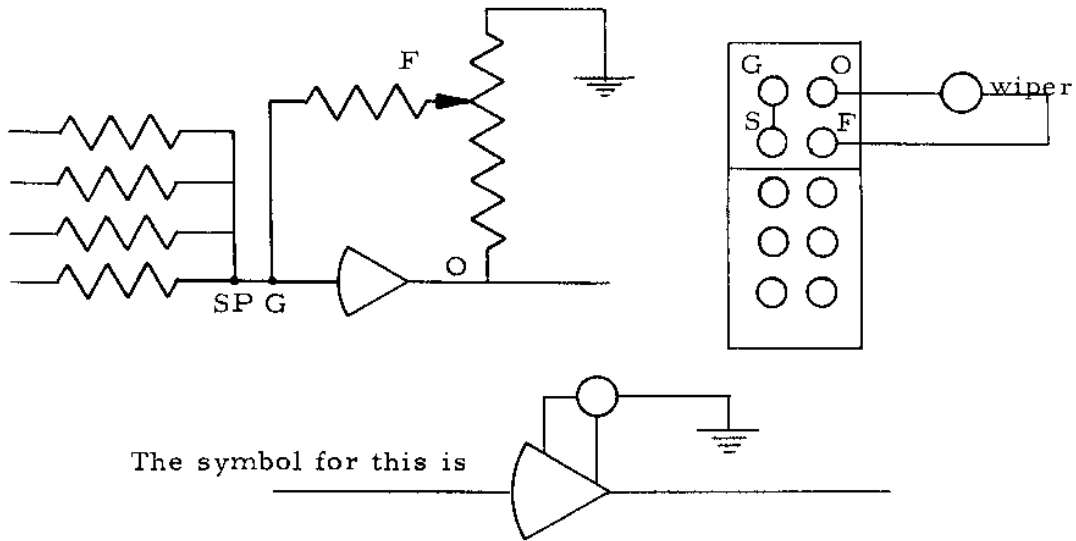 F
G O
wiper
S F
O
SP G
The symbol for this is